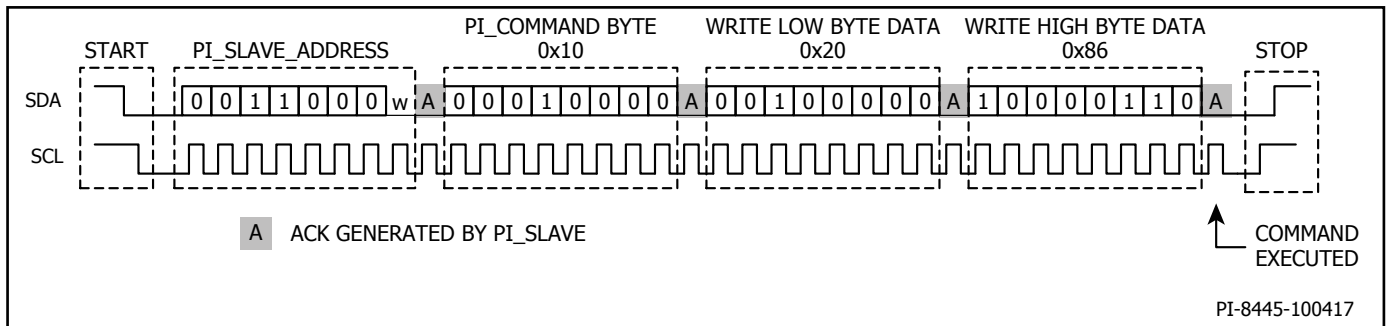 PI_COMMAND BYTE WRITE LOW BYTE DATA WRITE HIGH BYTE DATA
START PI_SLAVE_ADDRESS 0x10 0x20 0x86 STOP
SDA 0 0 1 1 0 0 0 w A 0 0 0 1 0 0 0 0 A 0 0 1 0 0 0 0 0 A 1 0 0 0 0 1 1 0 A
SCL
A ACK GENERATED BY PI_SLAVE
COMMAND
EXECUTED
PI-8445-100417